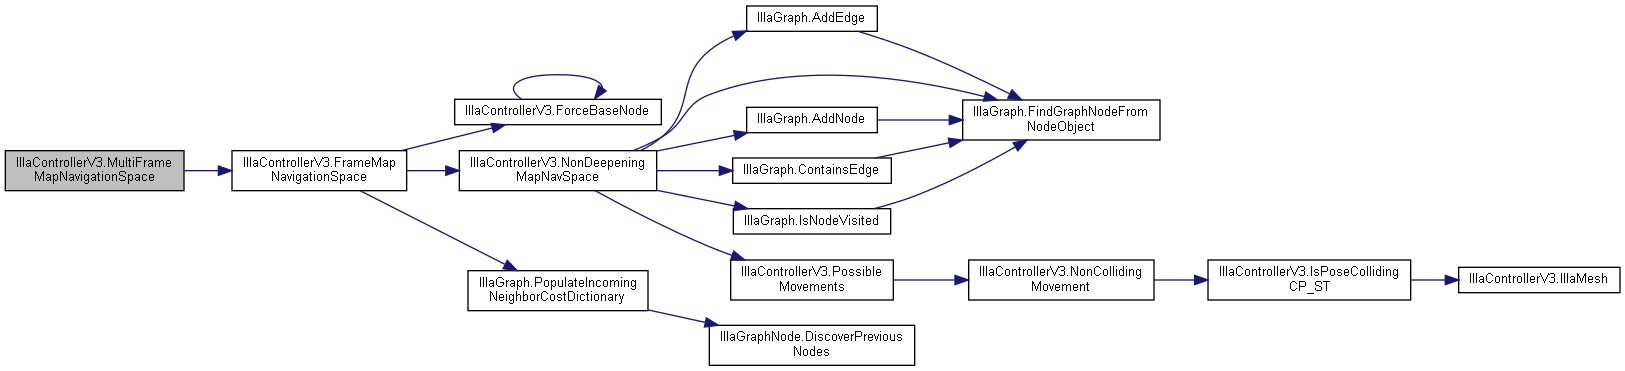 IllaControllerV3.MultiFrame
MapNavigationSpace
IllaControllerV3.FrameMap
NavigationSpace
IllaControllerV3.ForceBaseNode
IllaControllerV3.NonDeepening
MapNavSpace
IllaGraph.PopulateIncoming
NeighborCostDictionary
IllaGraph.AddEdge
IllaGraph.AddNode
IllaGraph.ContainsEdge
IllaGraph.IsNodeVisited
IllaControllerV3.Possible
Movements
IllaGraphNode.DiscoverPrevious
Nodes
IllaGraph.FindGraphNodeFrom
NodeObject
IllaControllerV3.NonColliding
Movement
IllaControllerV3.IsPoseColliding
CP_ST
IllaControllerV3.IllaMesh